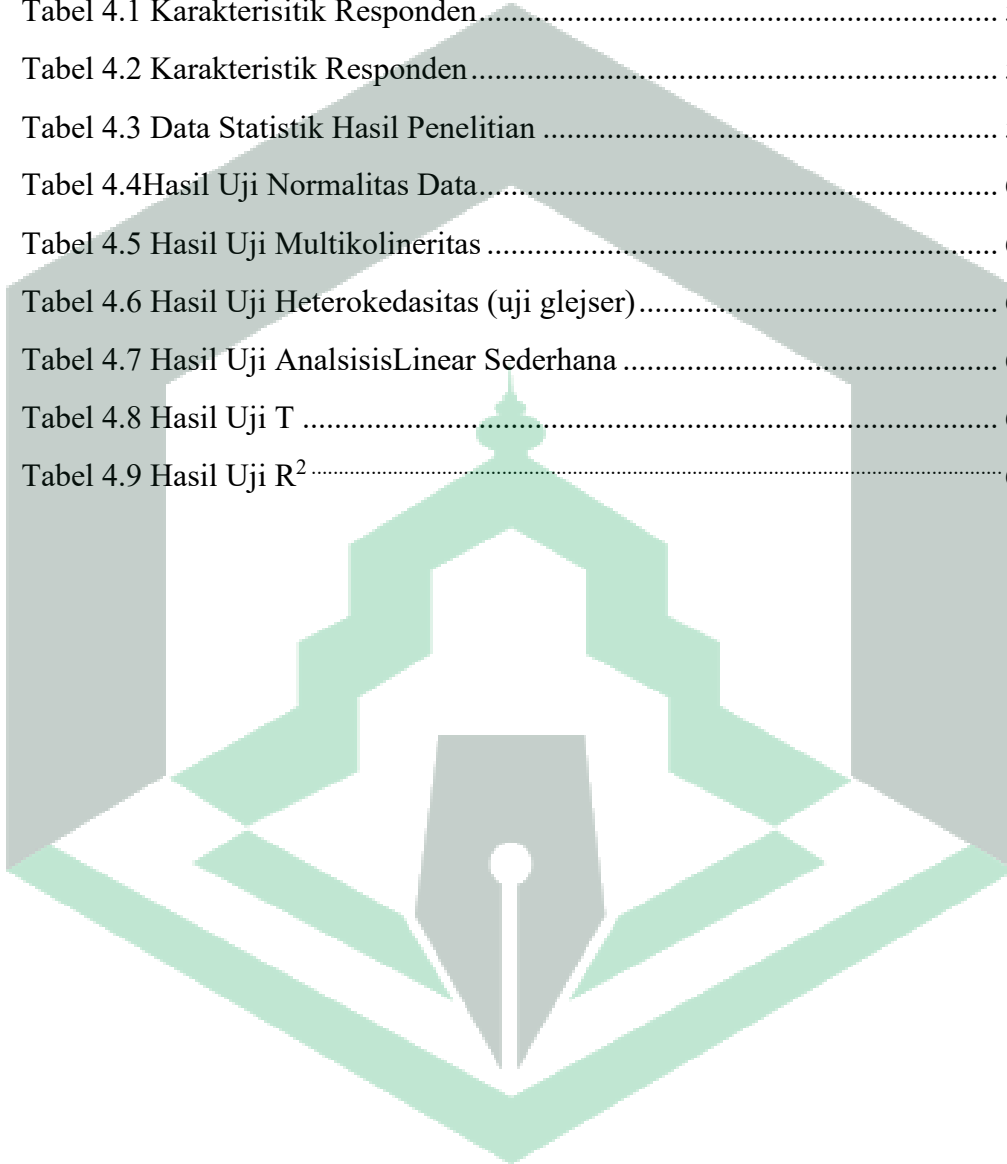 Tabel 4.1 Karakterisitik Responden
Tabel 4.2 Karakteristik Responden
Tabel 4.3 Data Statistik Hasil Penelitian
Tabel 4.4Hasil Uji Normalitas Data
Tabel 4.5 Hasil Uji Multikolineritas
Tabel 4.6 Hasil Uji Heterokedasitas (uji glejser)
Tabel 4.7 Hasil Uji AnalsisisLinear Sederhana
Tabel 4.8 Hasil Uji T
Tabel 4.9 Hasil Uji R²